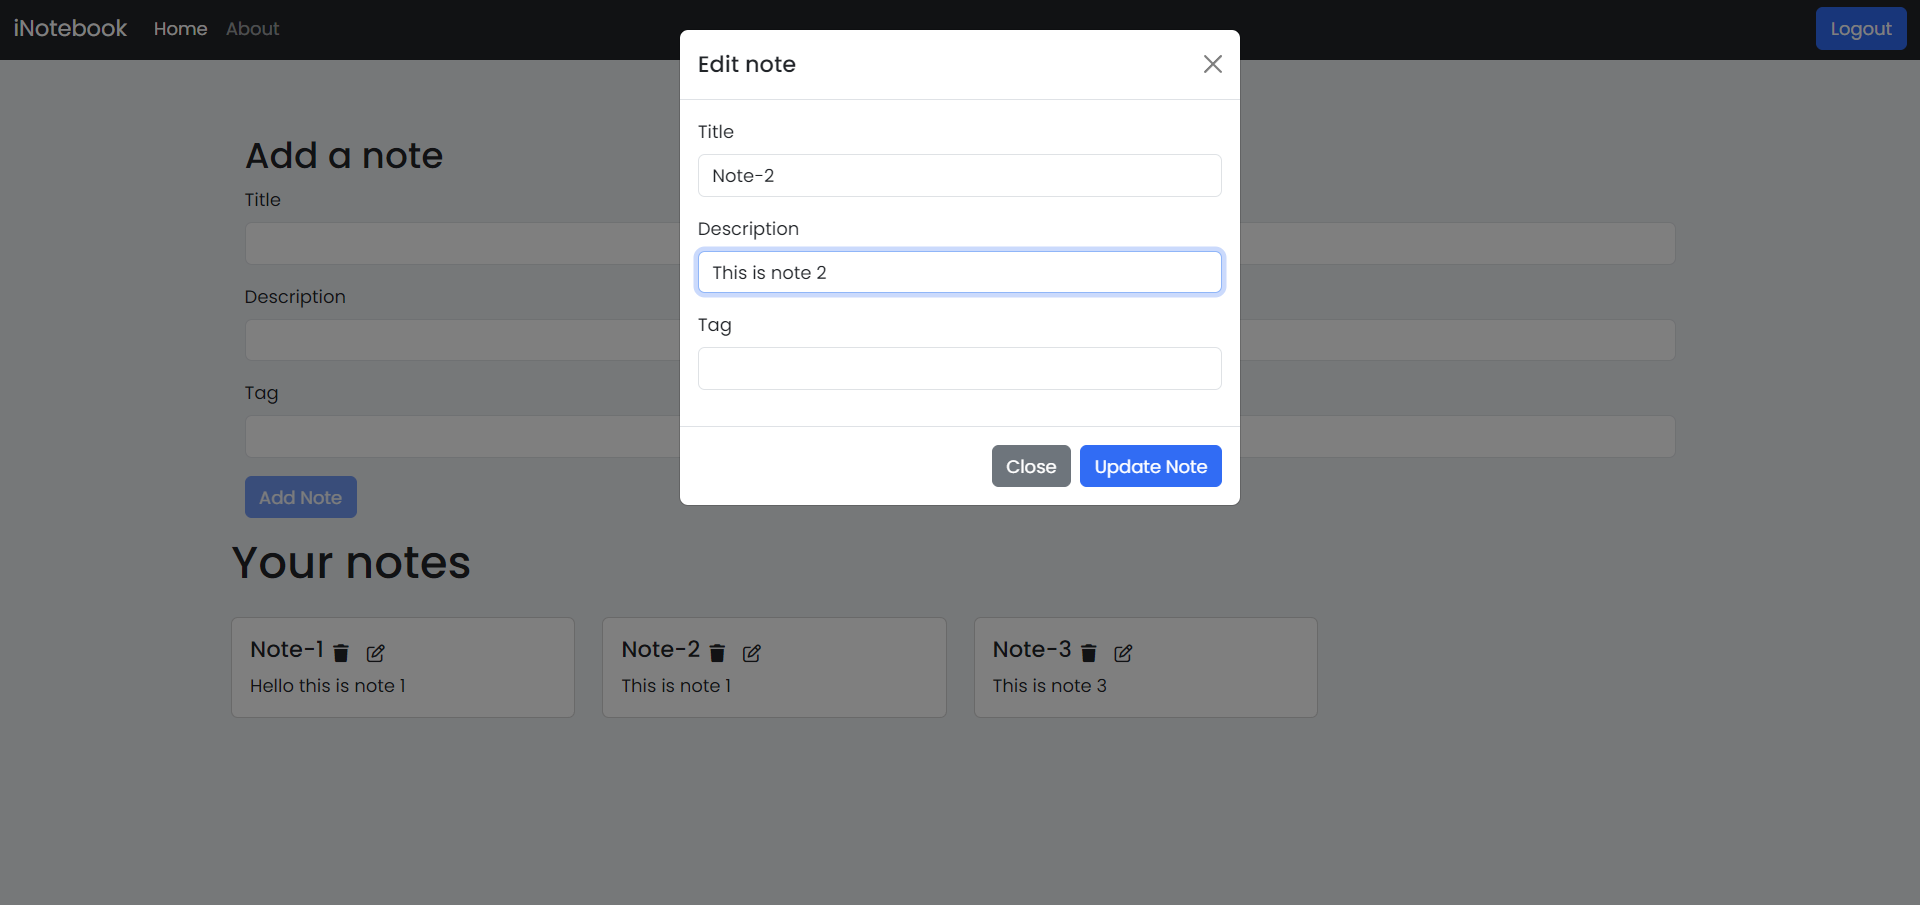 iNotebook Home About Logout
Edit note
Title
Note-2
Description
This is note 2
Tag
Close Update Note
Add a note
Title
Description
Tag
Add Note
Your notes
Note-1
Hello this is note 1
Note-2
This is note 1
Note-3
This is note 3